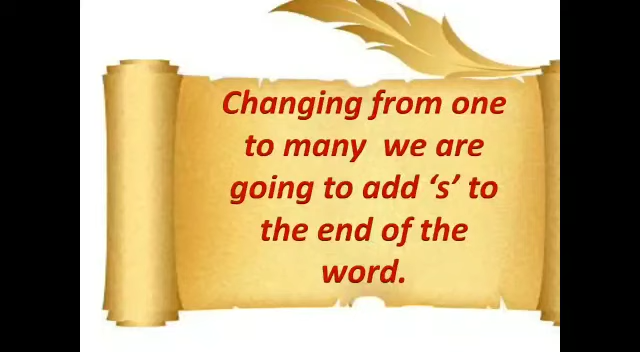 Changing from one
to many we are
going to add ‘s’ to
the end of the
word.